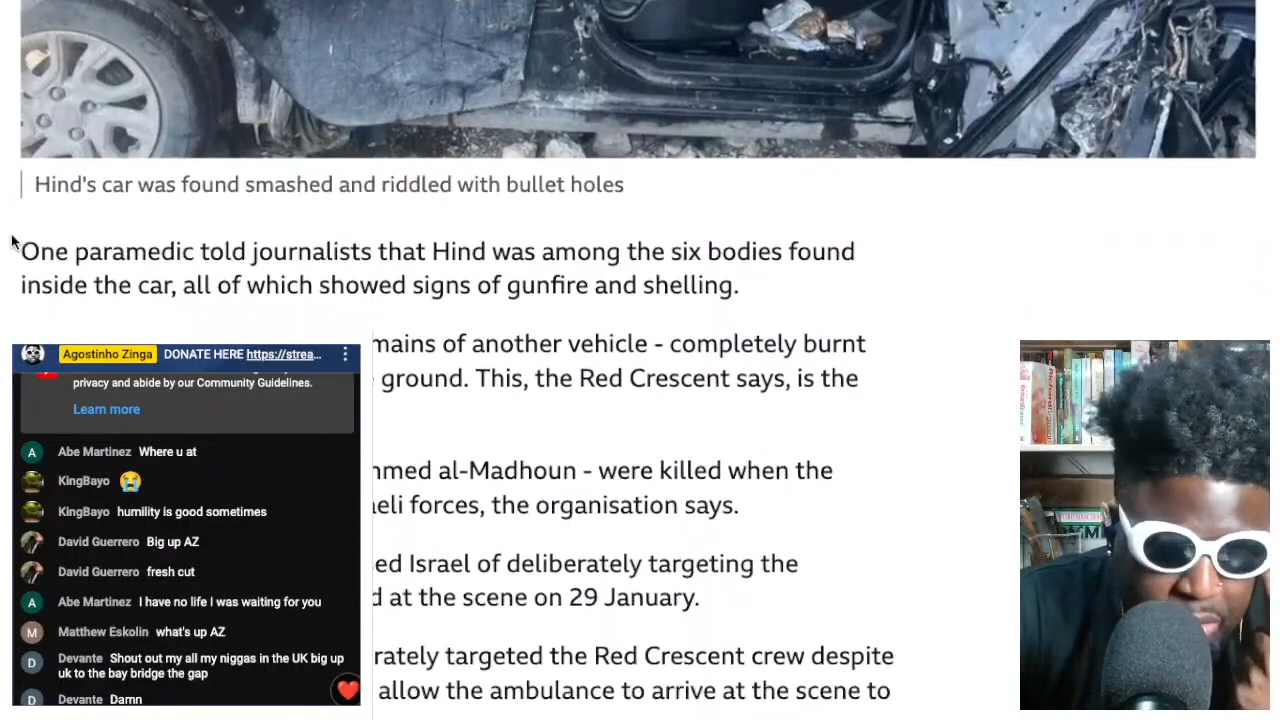 Hind's car was found smashed and riddled with bullet holes
One paramedic told journalists that Hind was among the six bodies found
inside the car, all of which showed signs of gunfire and shelling.
mains of another vehicle - completely burnt
ground. This, the Red Crescent says, is the
hmed al-Madhoun - were killed when the
aeli forces, the organisation says.
ed Israel of deliberately targeting the
d at the scene on 29 January.
rately targeted the Red Crescent crew despite
allow the ambulance to arrive at the scene to
Agostinho Zinga DONATE HERE https://strea...
privacy and abide by our Community Guidelines.
Learn more
A Abe Martinez Where u at
KingBayo 😭
KingBayo humility is good sometimes
David Guerrero Big up AZ
David Guerrero fresh cut
A Abe Martinez I have no life I was waiting for you
M Matthew Eskolin what's up AZ
D Devante Shout out my all my niggas in the UK big up
uk to the bay bridge the gap
D Devante Damn